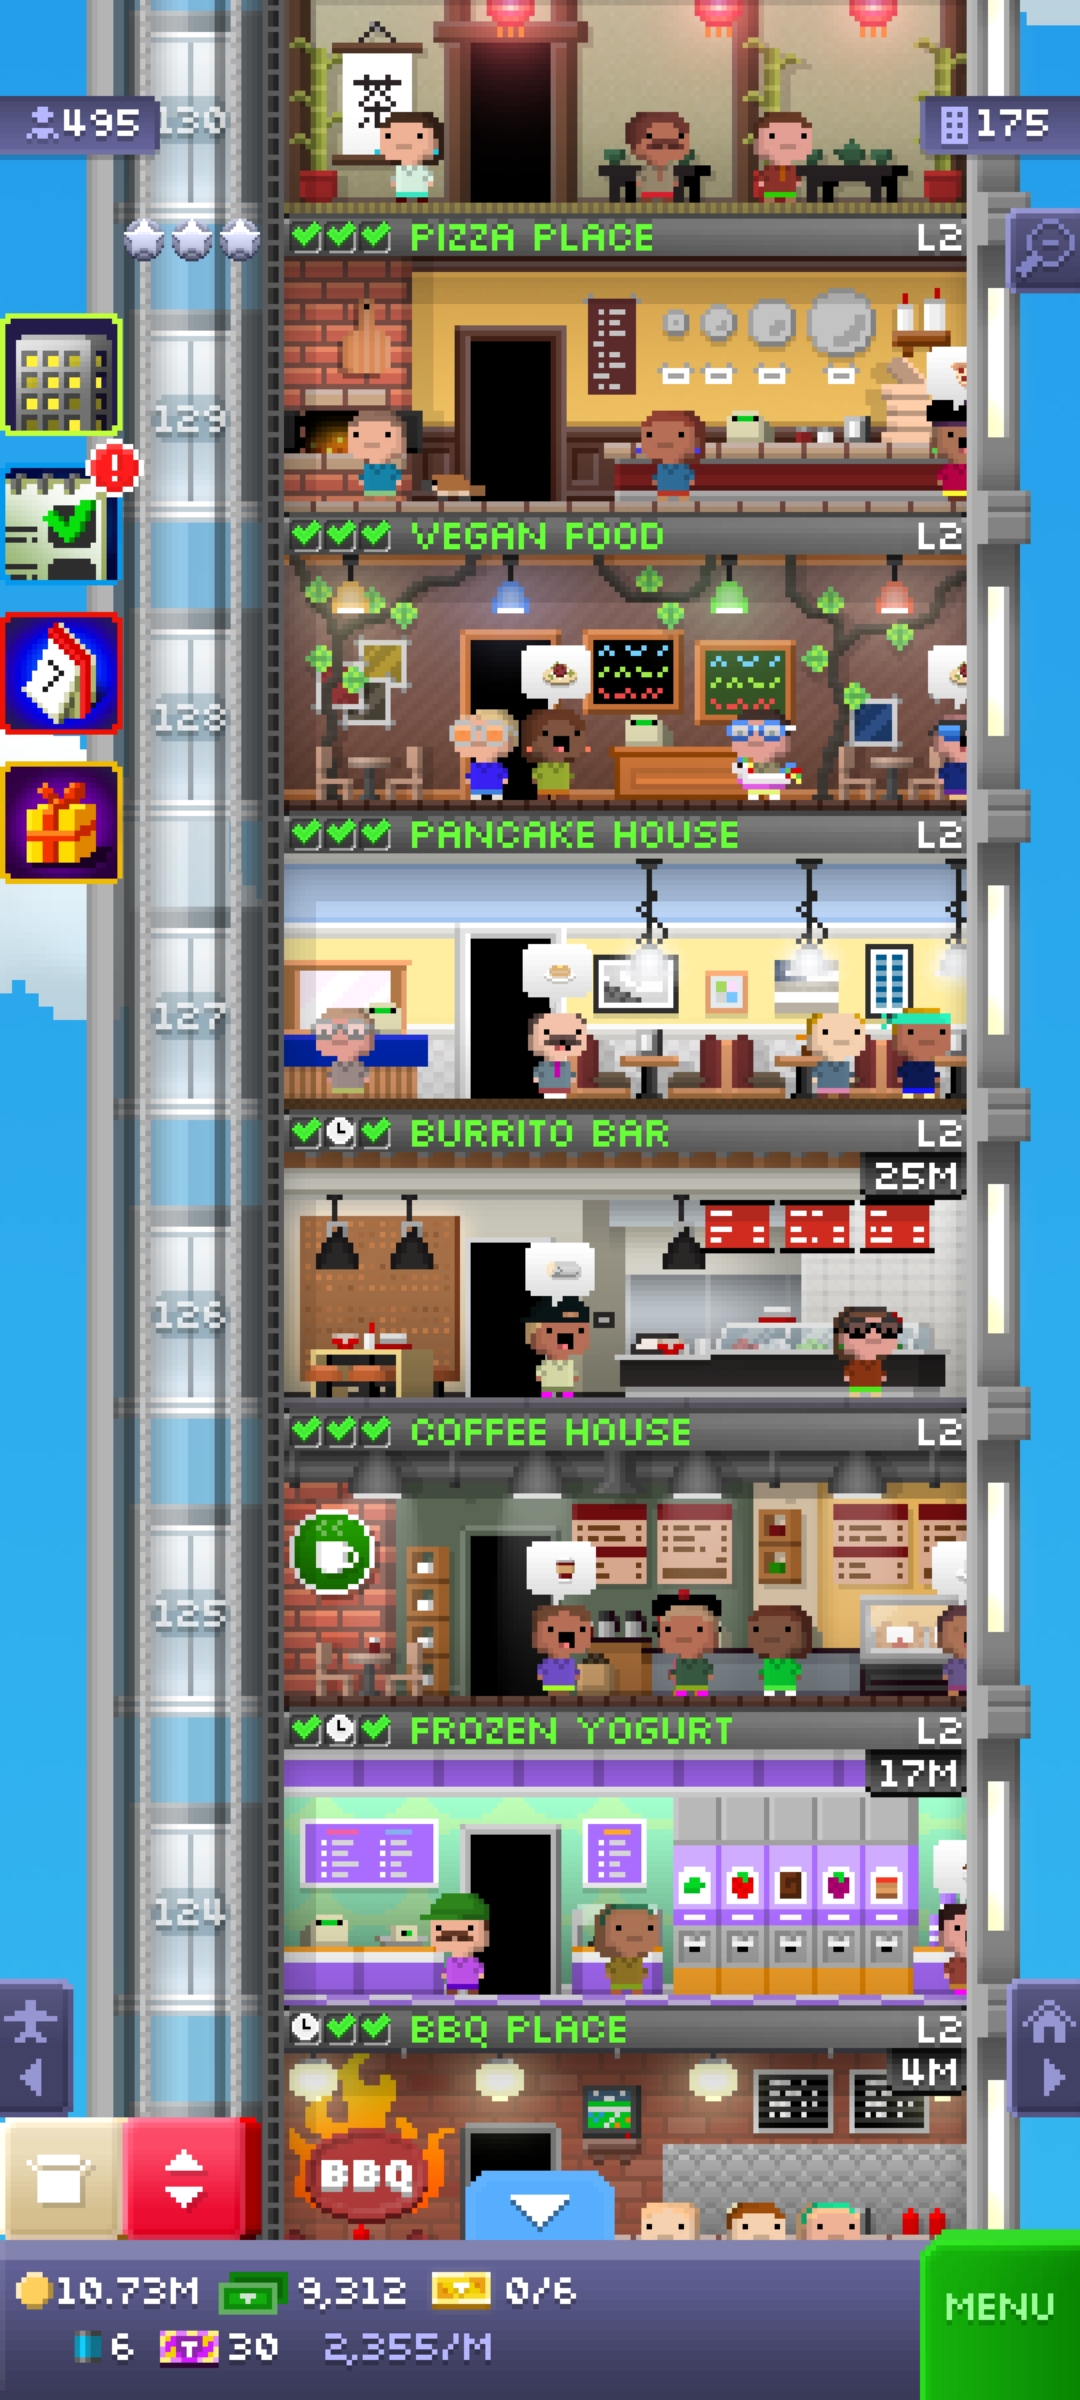 495
130
175
PIZZA PLACE L2
129
VEGAN FOOD L2
128
PANCAKE HOUSE L2
127
BURRITO BAR L2
25M
126
COFFEE HOUSE L2
125
FROZEN YOGURT L2
17M
124
BBQ PLACE L2
4M
BBQ
10.73M 9,312 0/6
MENU
6 T 30 2,355/M